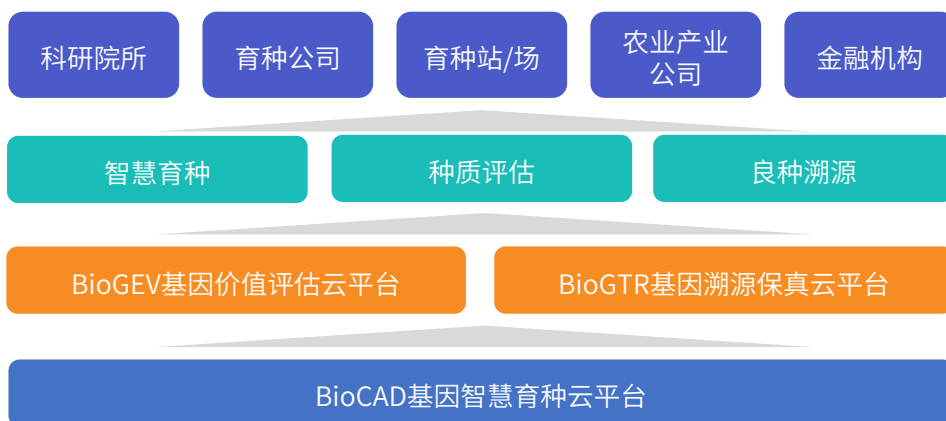 科研院所
育种公司
育种站/场
农业产业
公司
金融机构
智慧育种
种质评估
良种溯源
BioGEV基因价值评估云平台
BioGTR基因溯源保真云平台
BioCAD基因智慧育种云平台